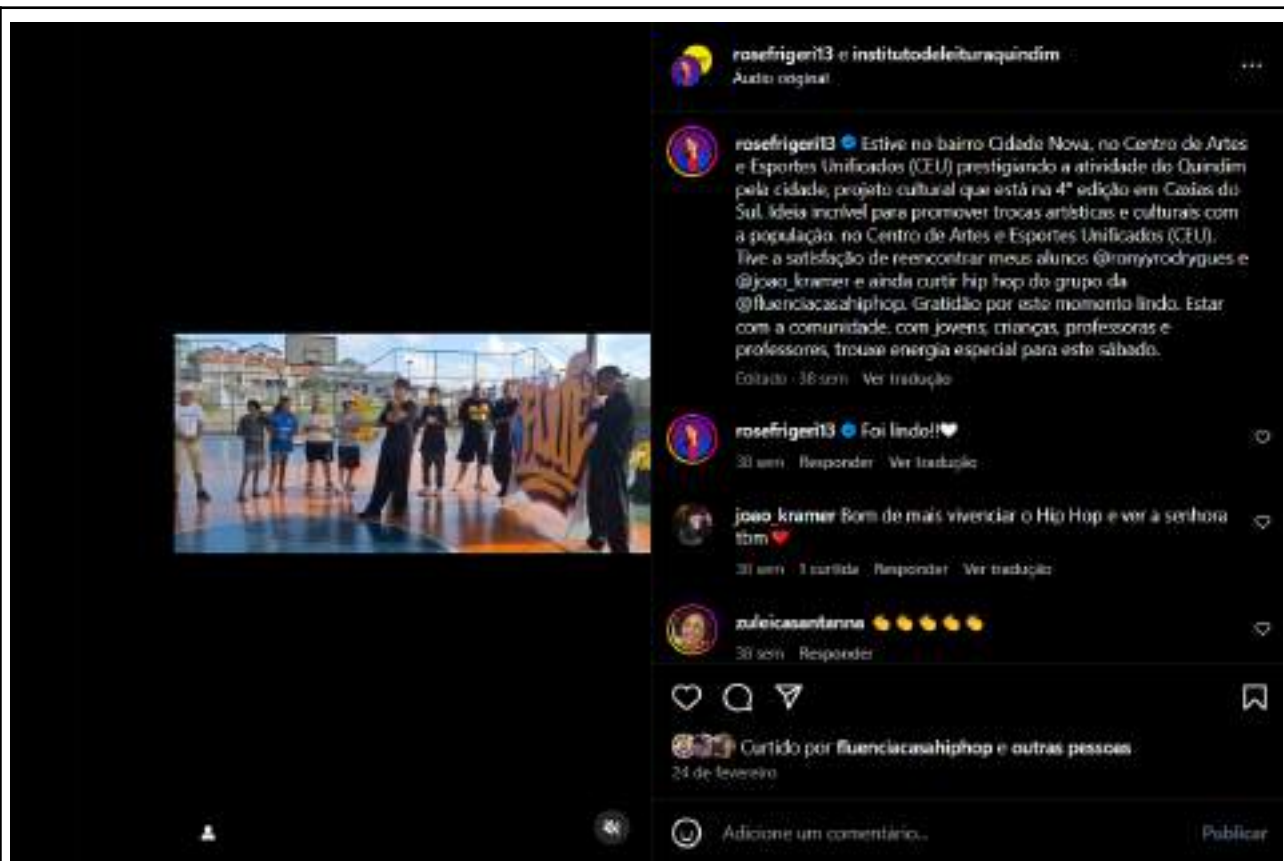 rosefrigeri13 e institutodeleituraquindim
Áudio original
rosefrigeri13 Estive no bairro Cidade Nova, no Centro de Artes
e Esportes Unificados (CEU) prestigiando a atividade do Quindim
pela cidade, projeto cultural que está na 4ª edição em Caxias do
Sul. Ideia incrível para promover trocas artísticas e culturais com
a população. no Centro de Artes e Esportes Unificados (CEU).
Tive a satisfação de reencontrar meus alunos @ronyyrodrygues e
@joao_kramer e ainda curtir hip hop do grupo da
@fluenciacasahiphop. Gratidão por este momento lindo. Estar
com a comunidade. com jovens, crianças, professoras e
professores, trouxe energia especial para este sábado.
Editado · 38 sem Ver tradução
rosefrigeri13 Foi lindo!!🤍
38 sem Responder Ver tradução
joao_kramer Bom de mais vivenciar o Hip Hop e ver a senhora
tbm❤️
38 sem 1 curtida Responder Ver tradução
zuleicasantanna 👏👏👏👏👏
38 sem Responder
Curtido por fluenciacasahiphop e outras pessoas
24 de fevereiro
Adicione um comentário...
Publicar